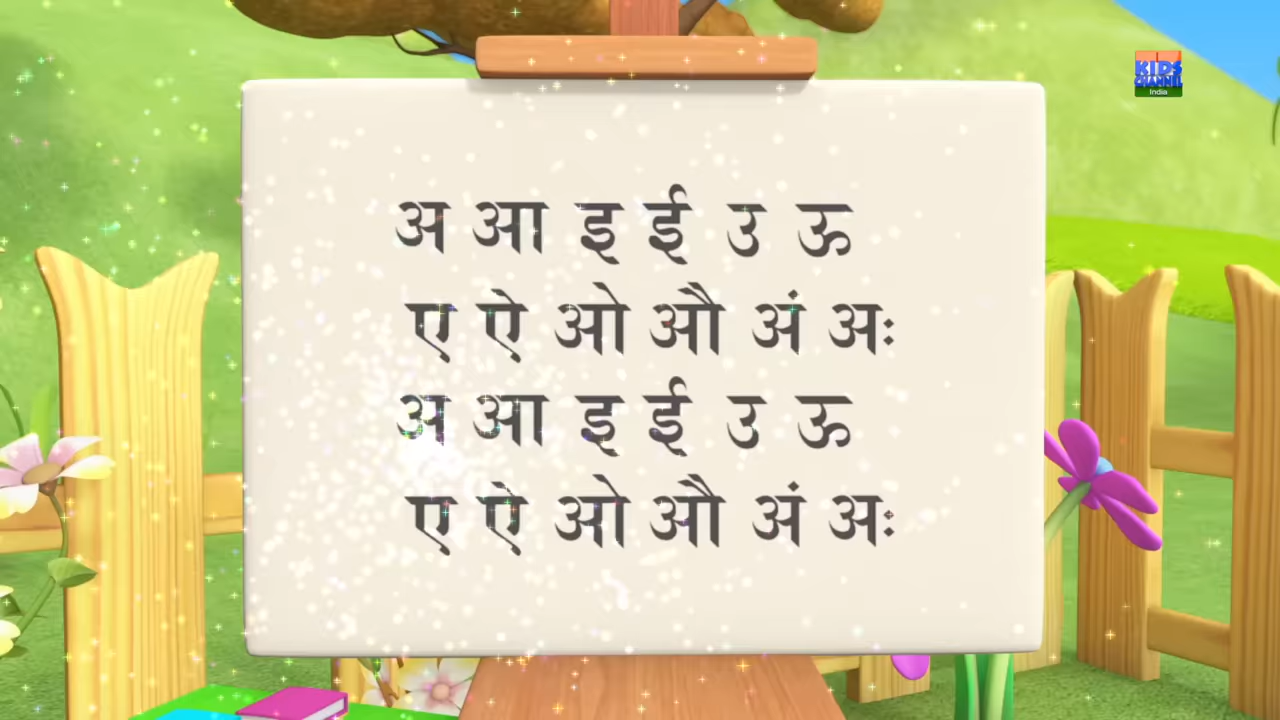 KIDS
CHANNEL
India
अ आ इ ई उ ऊ
ए ऐ ओ औ अं अः
अ आ इ ई उ ऊ
ए ऐ ओ औ अं अः